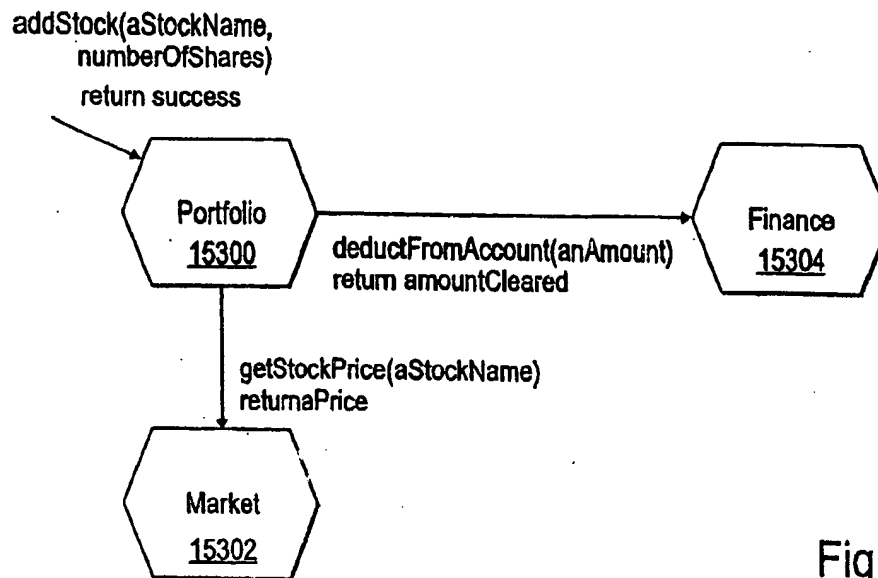 addStock(aStockName,
numberOfShares)
return success
Portfolio
15300
Finance
15304
deductFromAccount(anAmount)
return amountCleared
getStockPrice(aStockName)
returnaPrice
Market
15302
Fig